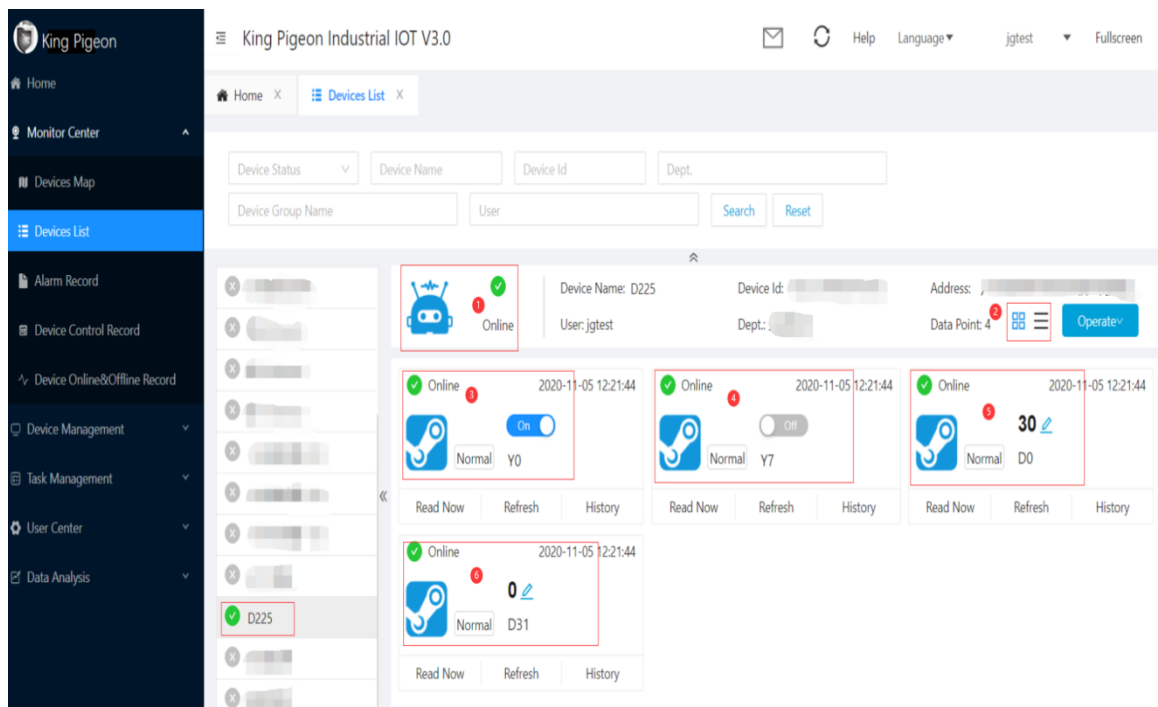 King Pigeon
King Pigeon Industrial IOT V3.0
Help Language▼ jgtest ▼ Fullscreen
Home
Monitor Center
Devices Map
Devices List
Alarm Record
Device Control Record
Device Online&Offline Record
Device Management
Task Management
User Center
Data Analysis
Home X Devices List X
Device Status Device Name Device Id Dept.
Device Group Name User Search Reset
D225
1 Online
Device Name: D225 Device Id: Address:
User: jgtest Dept.: Data Point: 4 2 Operate
Online 3 2020-11-05 12:21:44
On
Normal Y0
Read Now Refresh History
Online 4 2020-11-05 12:21:44
Off
Normal Y7
Read Now Refresh History
Online 2020-11-05 12:21:44
5 30
Normal D0
Read Now Refresh History
Online 2020-11-05 12:21:44
6 0
Normal D31
Read Now Refresh History